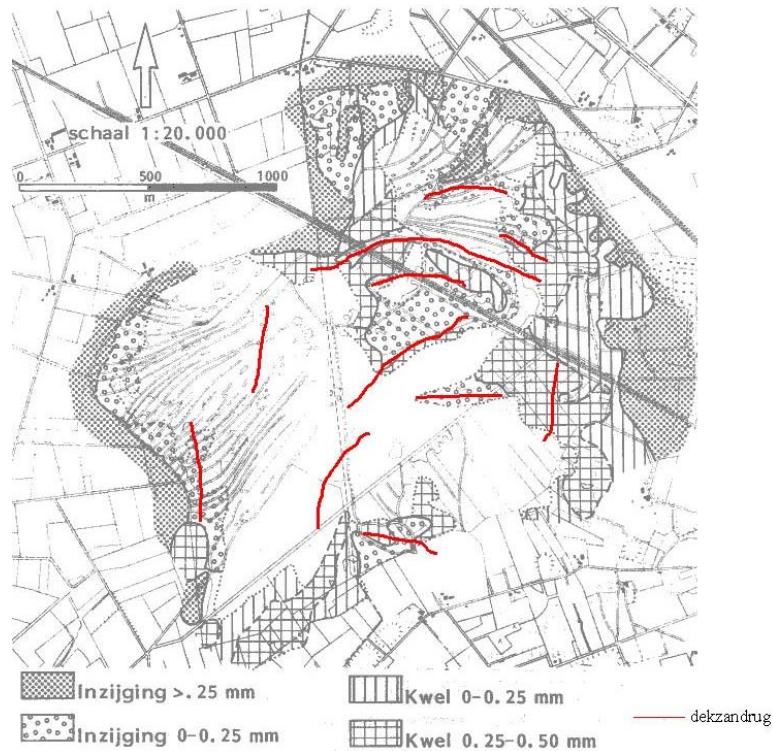 schaal 1:20.000
0 500 1000
m
Inzijging >.25 mm
Kwel 0-0.25 mm
dekzandrug
Inzijging 0-0.25 mm
Kwel 0.25-0.50 mm